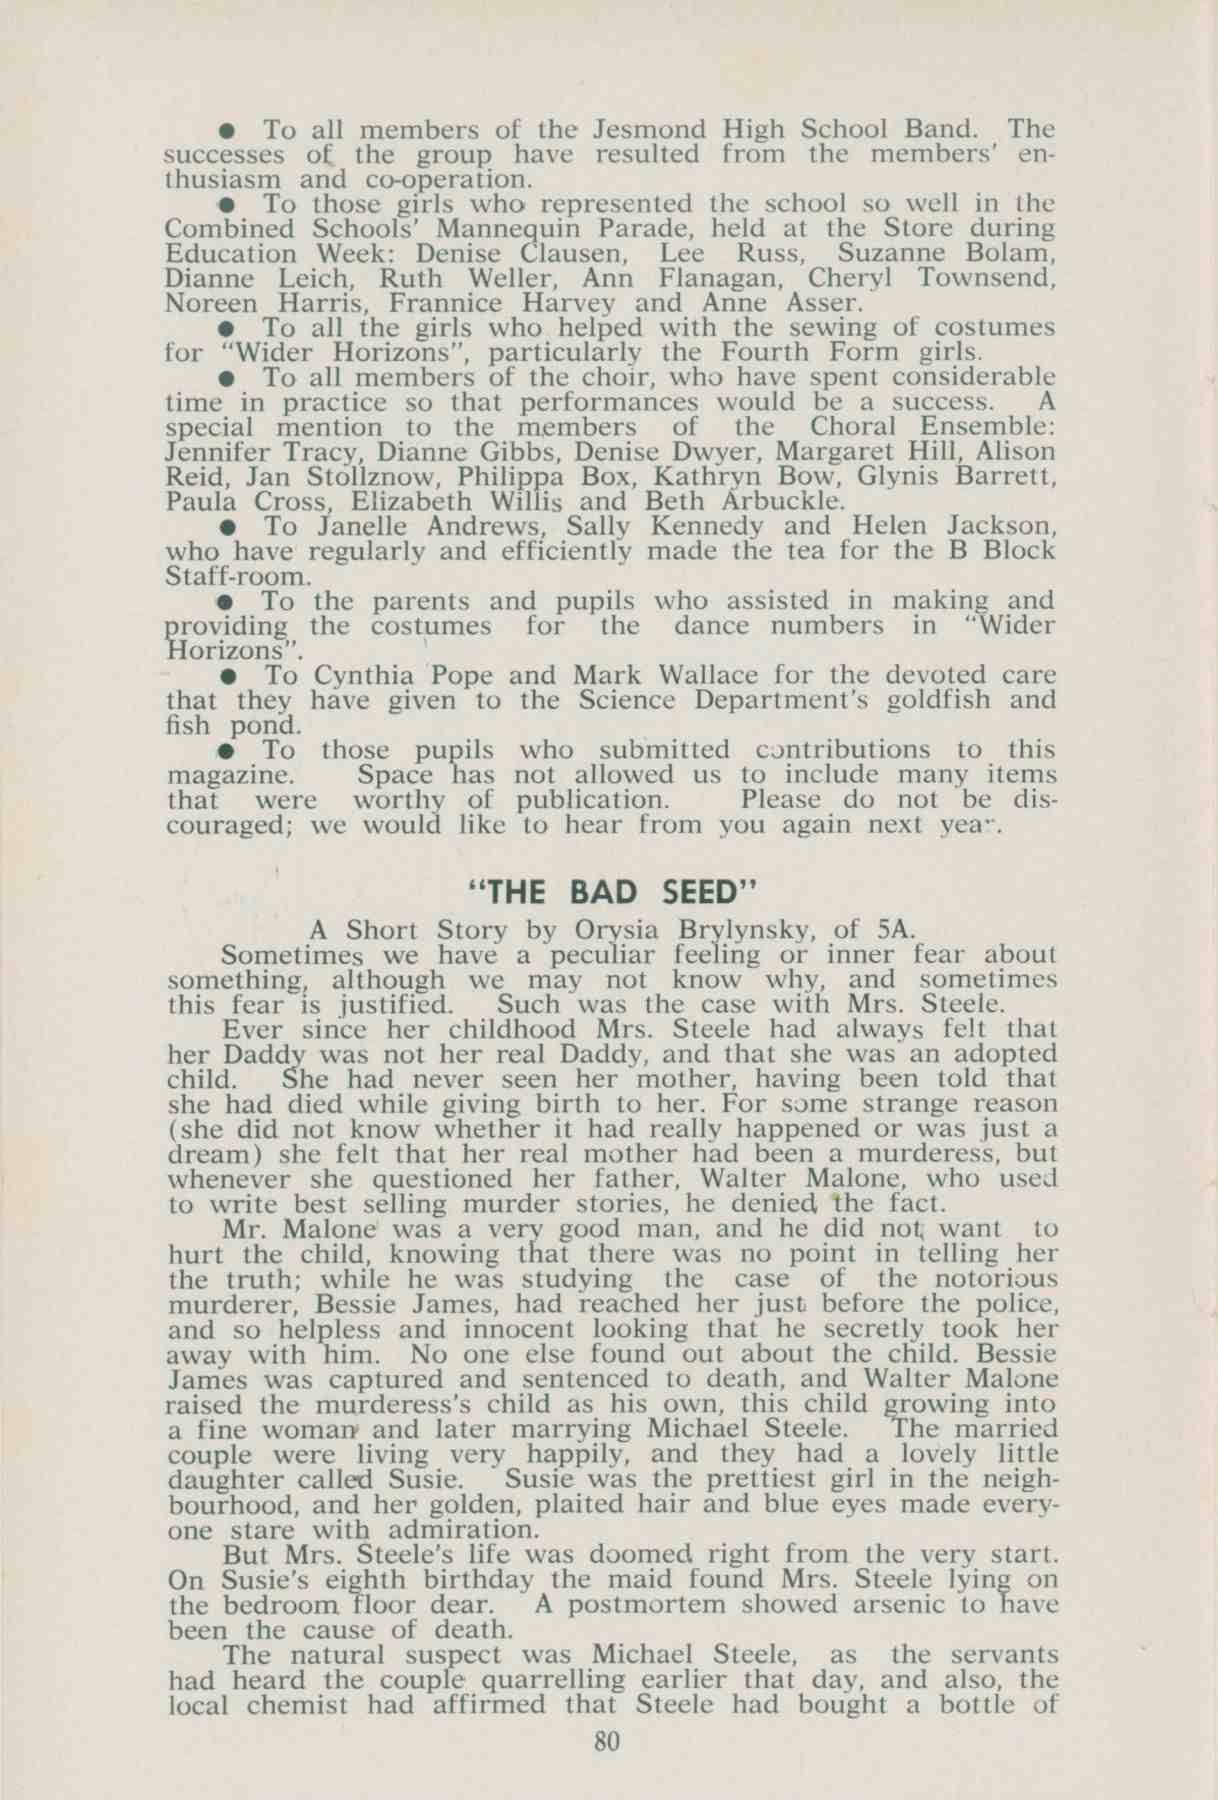 ● To all members of the Jesmond High School Band. The
successes of the group have resulted from the members' en-
thusiasm and co-operation.
● To those girls who represented the school so well in the
Combined Schools' Mannequin Parade, held at the Store during
Education Week: Denise Clausen, Lee Russ, Suzanne Bolam,
Dianne Leich, Ruth Weller, Ann Flanagan, Cheryl Townsend,
Noreen Harris, Frannice Harvey and Anne Asser.
● To all the girls who helped with the sewing of costumes
for "Wider Horizons", particularly the Fourth Form girls.
● To all members of the choir, who have spent considerable
time in practice so that performances would be a success. A
special mention to the members of the Choral Ensemble:
Jennifer Tracy, Dianne Gibbs, Denise Dwyer, Margaret Hill, Alison
Reid, Jan Stollznow, Philippa Box, Kathryn Bow, Glynis Barrett,
Paula Cross, Elizabeth Willis and Beth Arbuckle.
● To Janelle Andrews, Sally Kennedy and Helen Jackson,
who have regularly and efficiently made the tea for the B Block
Staff-room.
● To the parents and pupils who assisted in making and
providing the costumes for the dance numbers in "Wider
Horizons".
● To Cynthia Pope and Mark Wallace for the devoted care
that they have given to the Science Department's goldfish and
fish pond.
● To those pupils who submitted contributions to this
magazine. Space has not allowed us to include many items
that were worthy of publication. Please do not be dis-
couraged; we would like to hear from you again next year.
"THE BAD SEED"
A Short Story by Orysia Brylynsky, of 5A.
Sometimes we have a peculiar feeling or inner fear about
something, although we may not know why, and sometimes
this fear is justified. Such was the case with Mrs. Steele.
Ever since her childhood Mrs. Steele had always felt that
her Daddy was not her real Daddy, and that she was an adopted
child. She had never seen her mother, having been told that
she had died while giving birth to her. For some strange reason
(she did not know whether it had really happened or was just a
dream) she felt that her real mother had been a murderess, but
whenever she questioned her father, Walter Malone, who used
to write best selling murder stories, he denied the fact.
Mr. Malone was a very good man, and he did not want to
hurt the child, knowing that there was no point in telling her
the truth; while he was studying the case of the notorious
murderer, Bessie James, had reached her just before the police,
and so helpless and innocent looking that he secretly took her
away with him. No one else found out about the child. Bessie
James was captured and sentenced to death, and Walter Malone
raised the murderess's child as his own, this child growing into
a fine woman and later marrying Michael Steele. The married
couple were living very happily, and they had a lovely little
daughter called Susie. Susie was the prettiest girl in the neigh-
bourhood, and her golden, plaited hair and blue eyes made every-
one stare with admiration.
But Mrs. Steele's life was doomed right from the very start.
On Susie's eighth birthday the maid found Mrs. Steele lying on
the bedroom floor dear. A postmortem showed arsenic to have
been the cause of death.
The natural suspect was Michael Steele, as the servants
had heard the couple quarrelling earlier that day, and also, the
local chemist had affirmed that Steele had bought a bottle of
80